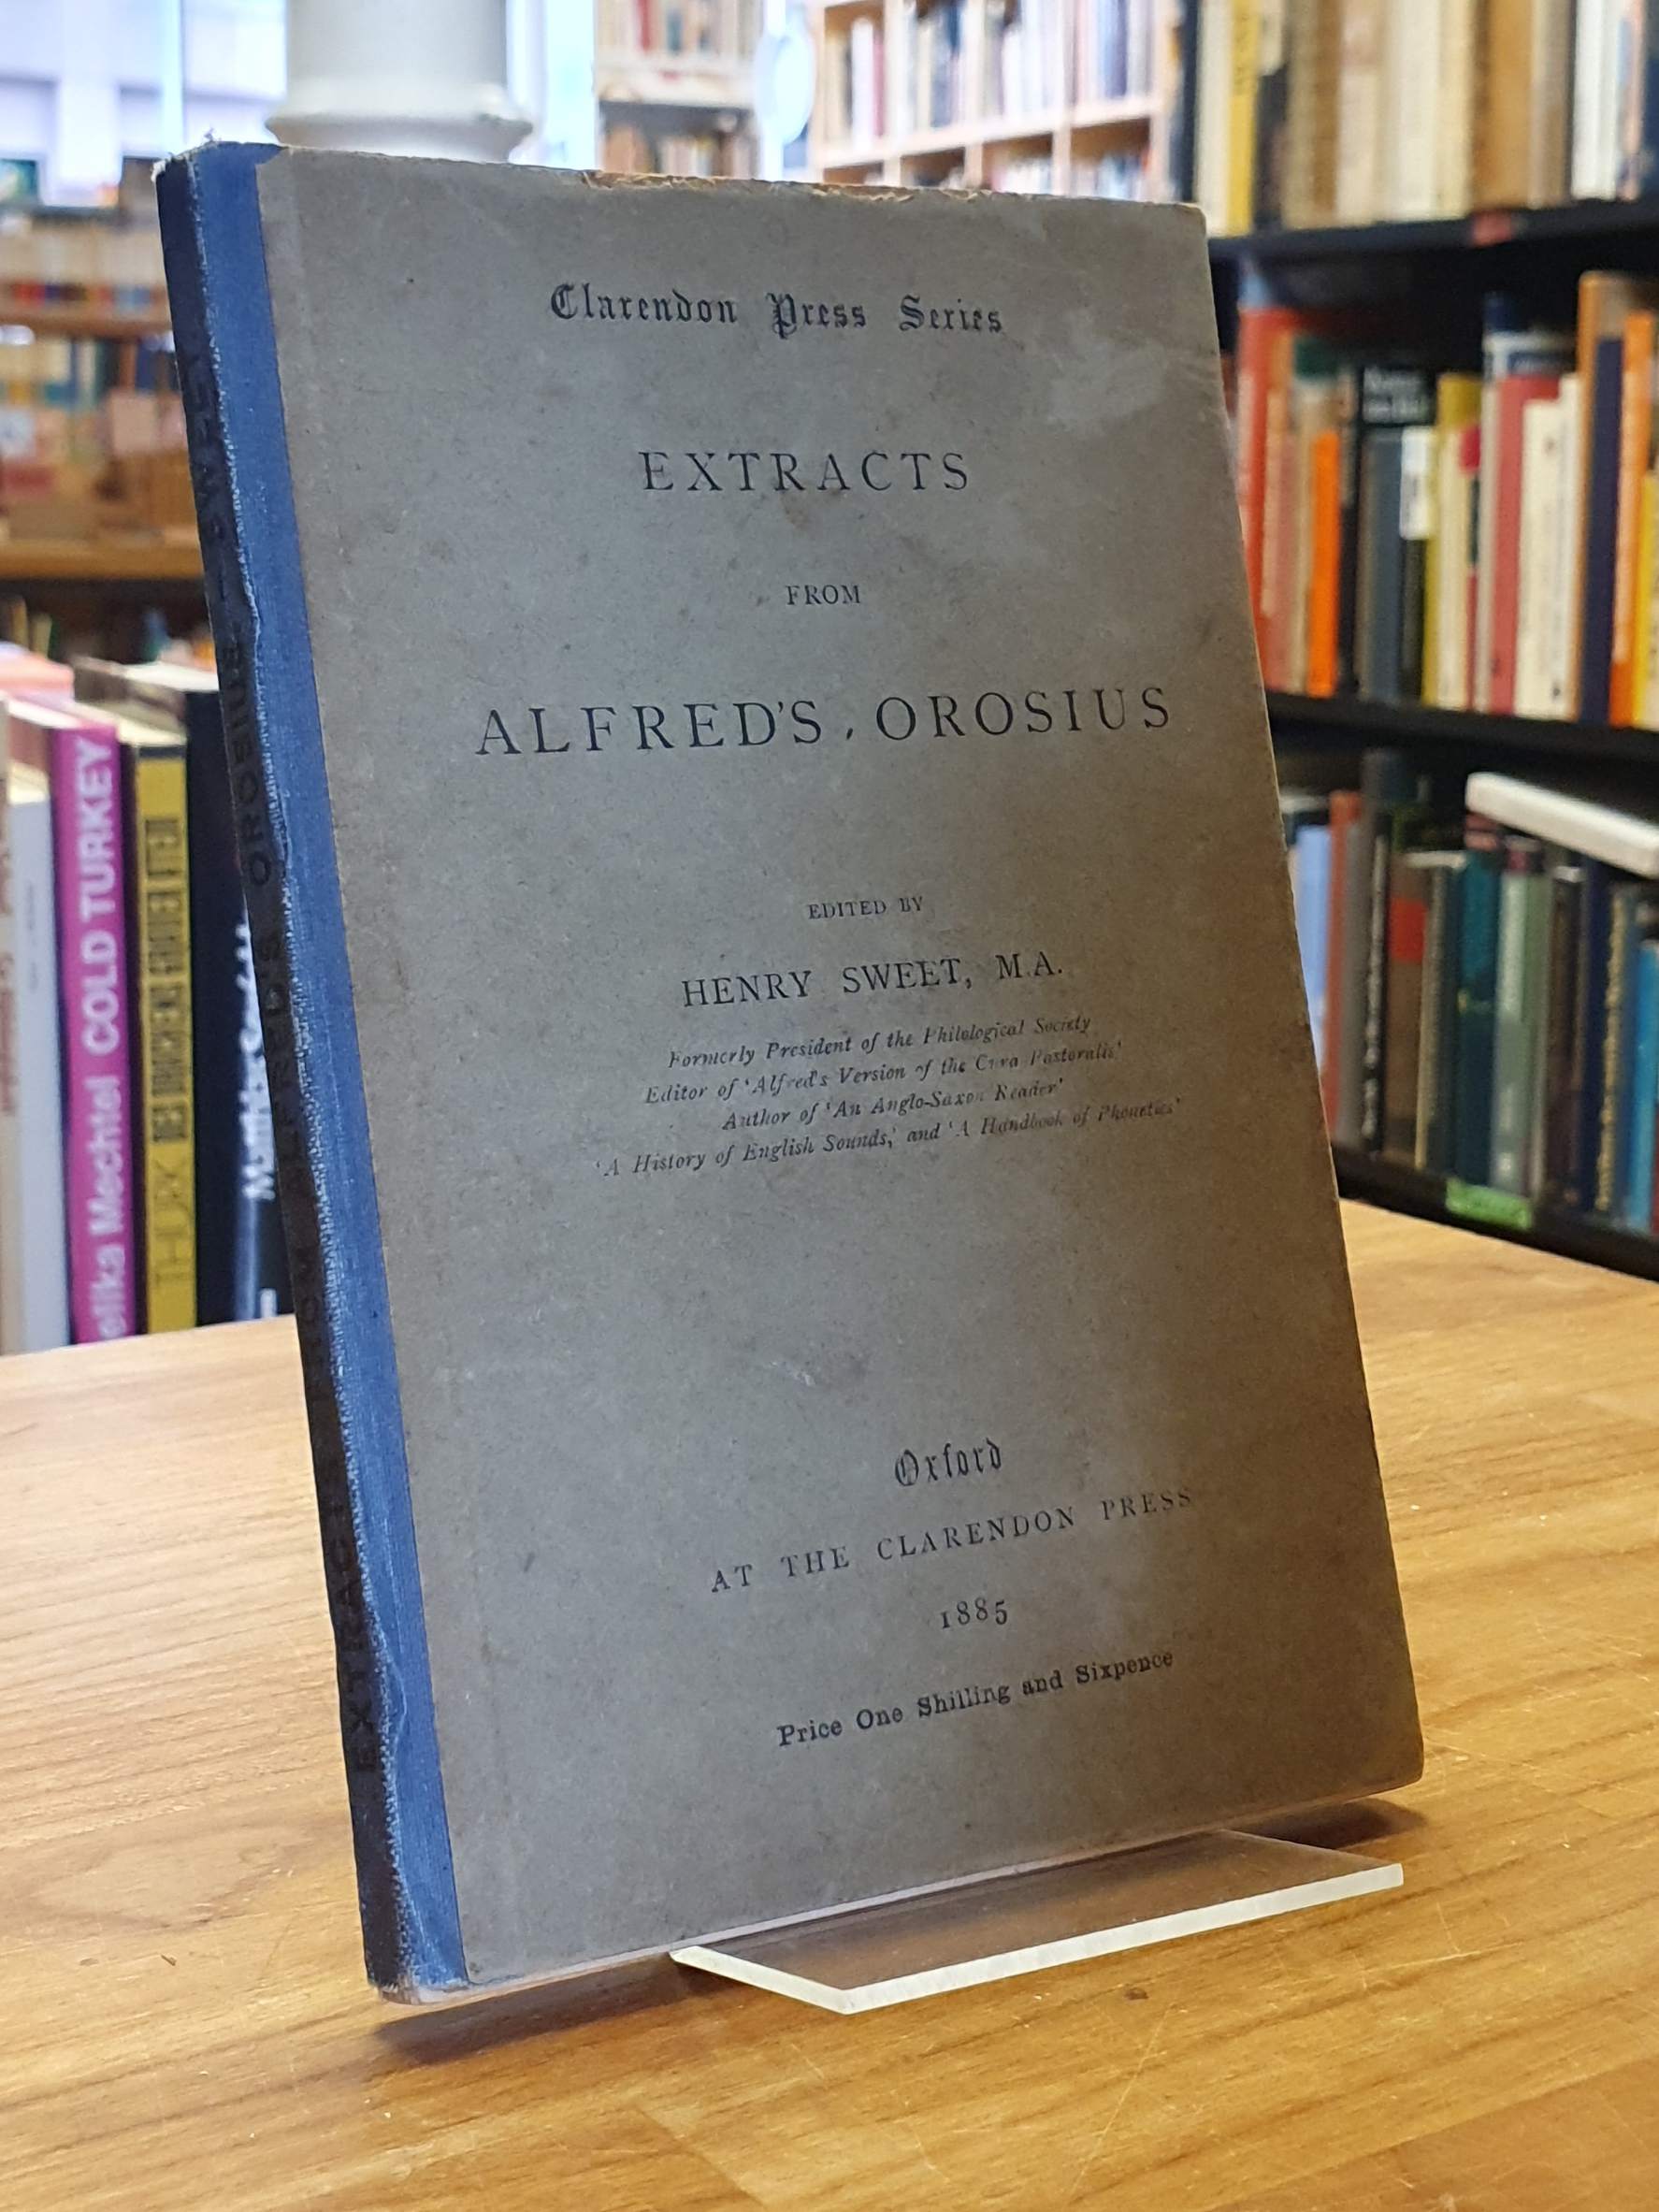 Clarendon Press Series
EXTRACTS
FROM
ALFRED'S OROSIUS
EDITED BY
HENRY SWEET, M.A.
Formerly President of the Philological Society
Editor of 'Alfred's Version of the Cura Pastoralis'
Author of 'An Anglo-Saxon Reader'
'A History of English Sounds,' and 'A Handbook of Phonetics'
Oxford
AT THE CLARENDON PRESS
1885
Price One Shilling and Sixpence
ALFRED'S OROSIUS
Mechtel COLD TURKEY